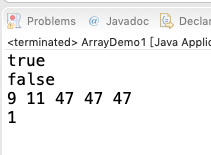 Problems @ Javadoc Declar
<terminated> ArrayDemo1 [Java Applic
true
false
9 11 47 47 47
1